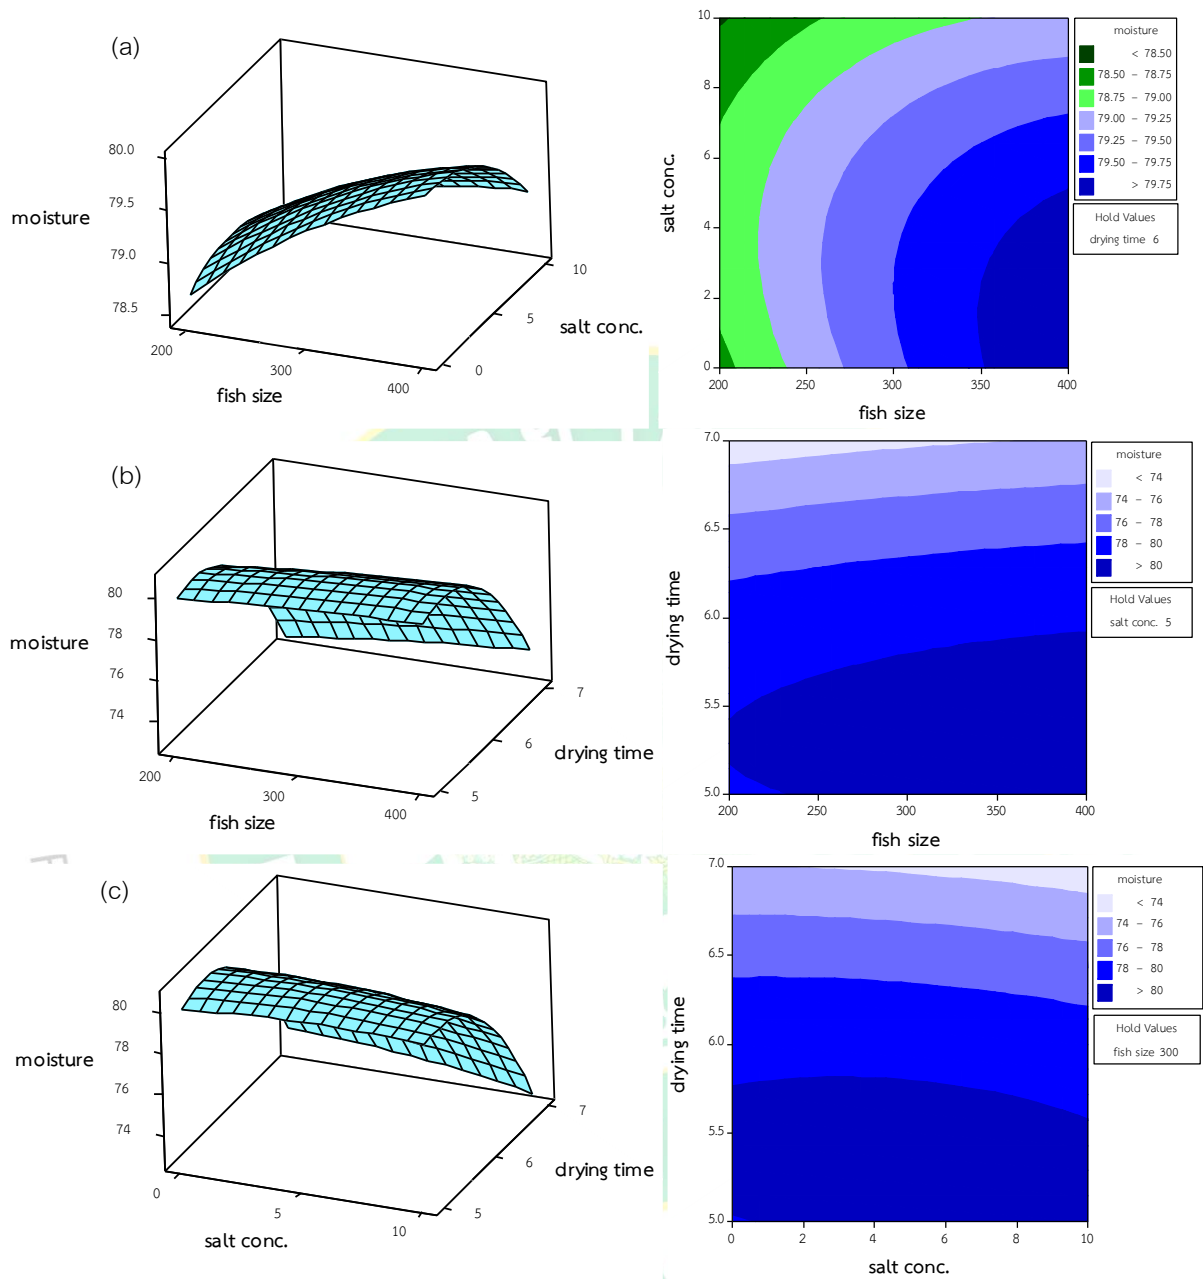 (a)
80.0
79.5
79.0
78.5
moisture
200
300
400
fish size
0
5
10
salt conc.
10
8
6
4
2
0
salt conc.
200
250
300
350
400
fish size
moisture
< 78.50
78.50 – 78.75
78.75 – 79.00
79.00 – 79.25
79.25 – 79.50
79.50 – 79.75
> 79.75
Hold Values
drying time 6
(b)
80
78
76
74
moisture
200
300
400
fish size
5
6
7
drying time
7.0
6.5
6.0
5.5
5.0
drying time
200
250
300
350
400
fish size
moisture
< 74
74 – 76
76 – 78
78 – 80
> 80
Hold Values
salt conc. 5
(c)
80
78
76
74
moisture
0
5
10
salt conc.
5
6
7
drying time
7.0
6.5
6.0
5.5
5.0
drying time
0
2
4
6
8
10
salt conc.
moisture
< 74
74 – 76
76 – 78
78 – 80
> 80
Hold Values
fish size 300